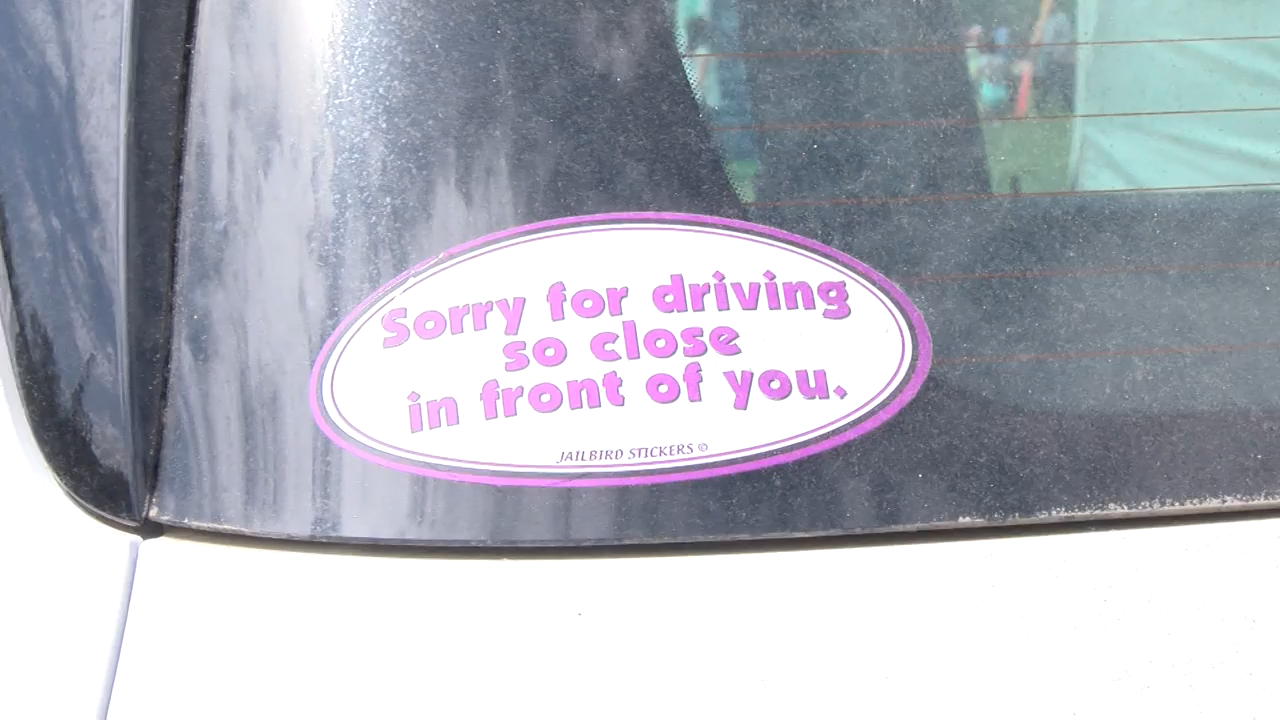 Sorry for driving
so close
in front of you.
JAILBIRD STICKERS ©